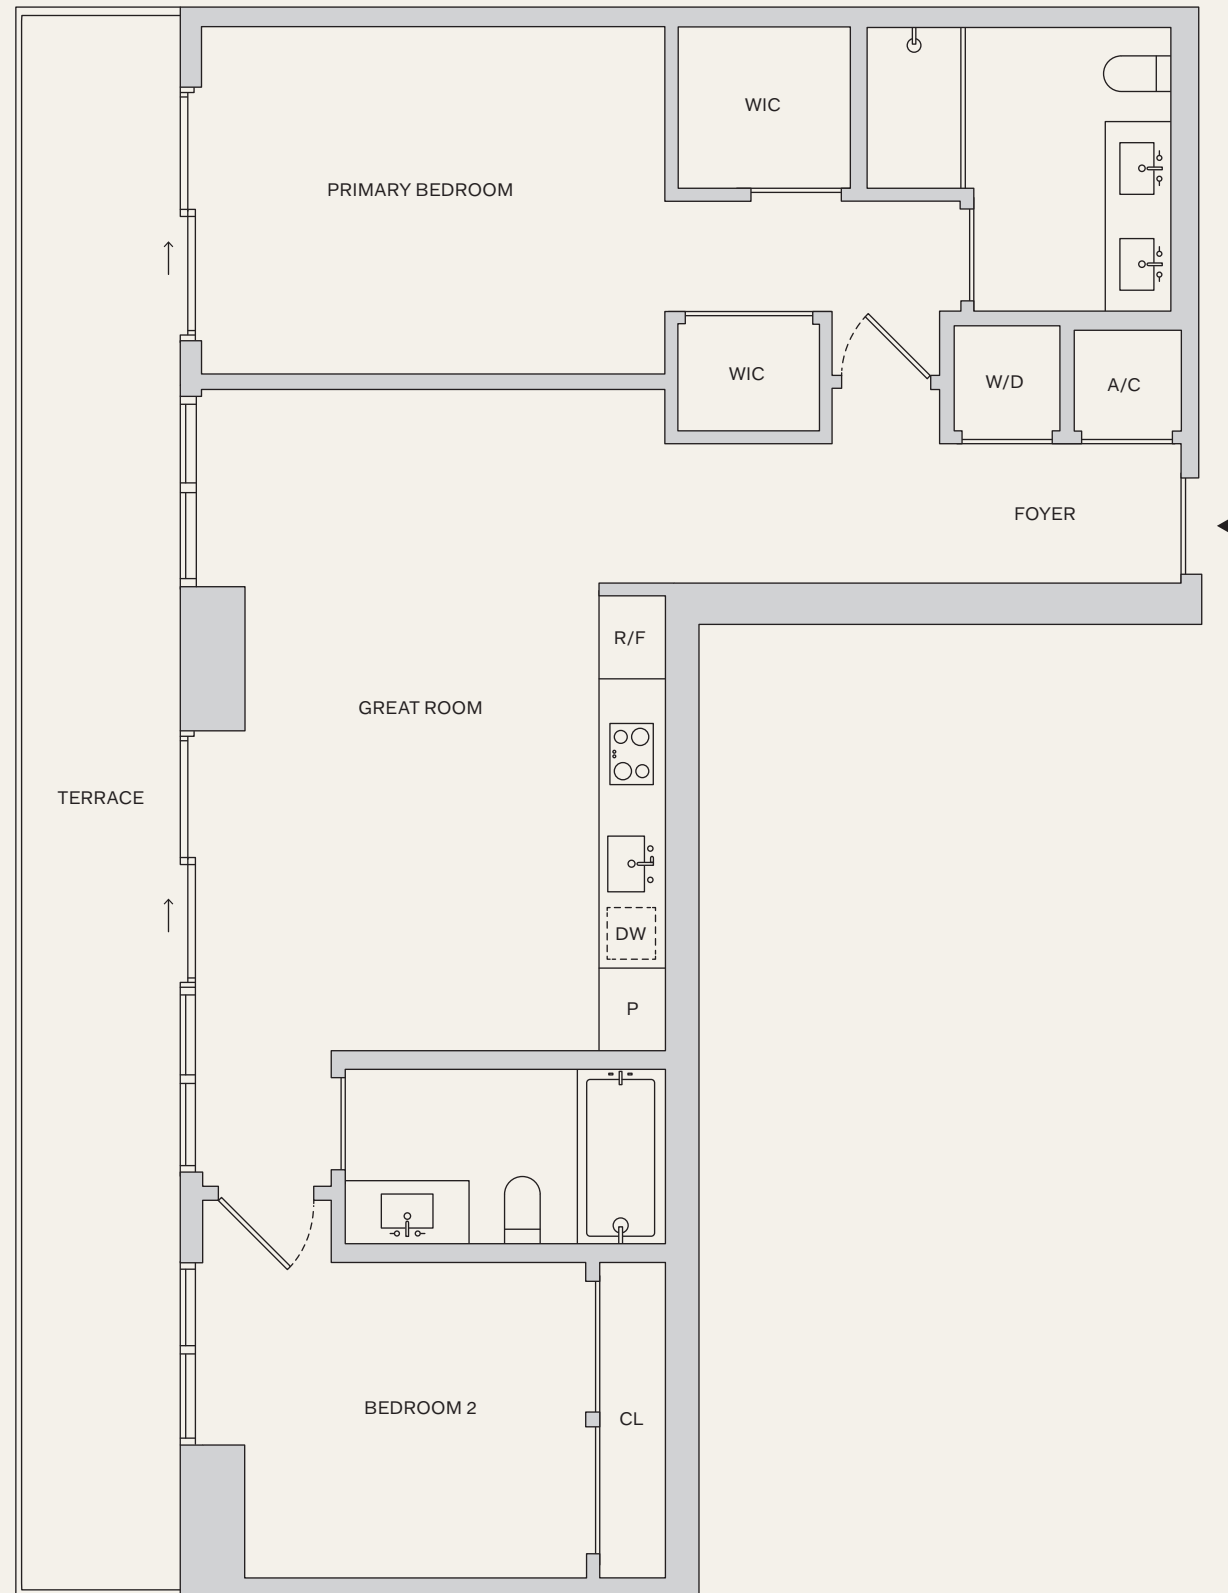 WIC
PRIMARY BEDROOM
WIC
W/D
A/C
FOYER
R/F
GREAT ROOM
TERRACE
DW
P
BEDROOM 2
CL